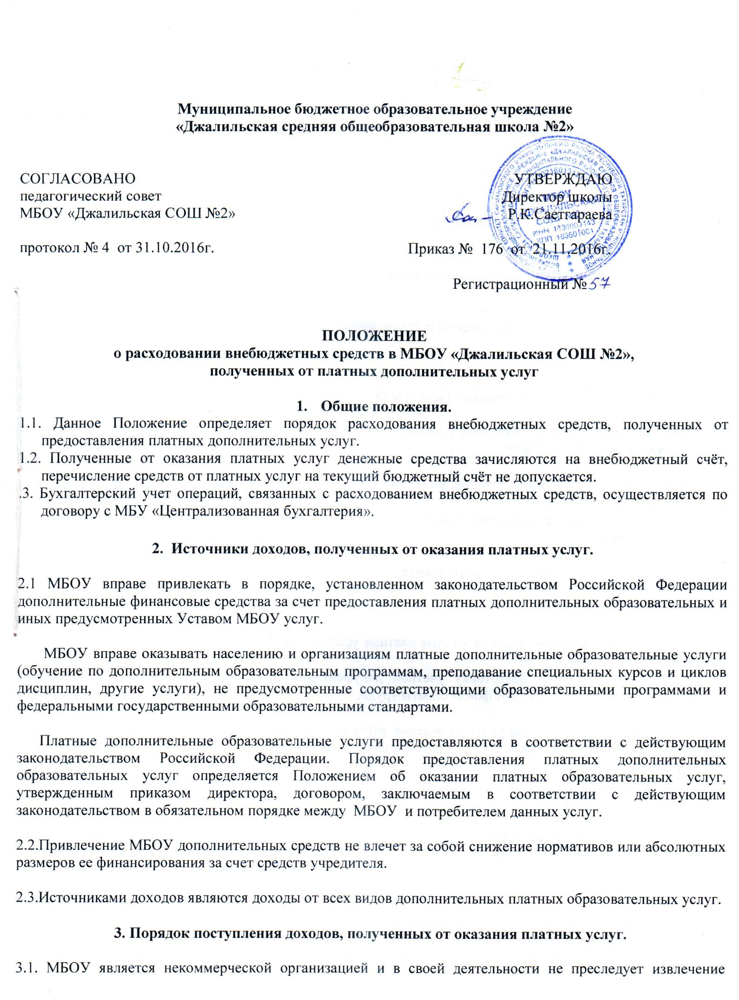 Муниципальное бюджетное образовательное учреждение
«Джалильская средняя общеобразовательная школа №2»
СОГЛАСОВАНО
педагогический совет
МБОУ «Джалильская СОШ №2»
протокол № 4 от 31.10.2016г.
УТВЕРЖДАЮ
Директор школы
Р.К.Саетгараева
Приказ № 176 от 21.11.2016г.
Регистрационный № 57
МБОУ
ДЖАЛИЛЬСКАЯ
СОШ №2
ИНН 1636003143
КПП 163601001
ПОЛОЖЕНИЕ
о расходовании внебюджетных средств в МБОУ «Джалильская СОШ №2»,
полученных от платных дополнительных услуг
1. Общие положения.
1.1. Данное Положение определяет порядок расходования внебюджетных средств, полученных от
предоставления платных дополнительных услуг.
1.2. Полученные от оказания платных услуг денежные средства зачисляются на внебюджетный счёт,
перечисление средств от платных услуг на текущий бюджетный счёт не допускается.
.3. Бухгалтерский учет операций, связанных с расходованием внебюджетных средств, осуществляется по
договору с МБУ «Централизованная бухгалтерия».
2. Источники доходов, полученных от оказания платных услуг.
2.1 МБОУ вправе привлекать в порядке, установленном законодательством Российской Федерации
дополнительные финансовые средства за счет предоставления платных дополнительных образовательных и
иных предусмотренных Уставом МБОУ услуг.
МБОУ вправе оказывать населению и организациям платные дополнительные образовательные услуги
(обучение по дополнительным образовательным программам, преподавание специальных курсов и циклов
дисциплин, другие услуги), не предусмотренные соответствующими образовательными программами и
федеральными государственными образовательными стандартами.
Платные дополнительные образовательные услуги предоставляются в соответствии с действующим
законодательством Российской Федерации. Порядок предоставления платных дополнительных
образовательных услуг определяется Положением об оказании платных образовательных услуг,
утвержденным приказом директора, договором, заключаемым в соответствии с действующим
законодательством в обязательном порядке между МБОУ и потребителем данных услуг.
2.2.Привлечение МБОУ дополнительных средств не влечет за собой снижение нормативов или абсолютных
размеров ее финансирования за счет средств учредителя.
2.3.Источниками доходов являются доходы от всех видов дополнительных платных образовательных услуг.
3. Порядок поступления доходов, полученных от оказания платных услуг.
3.1. МБОУ является некоммерческой организацией и в своей деятельности не преследует извлечение